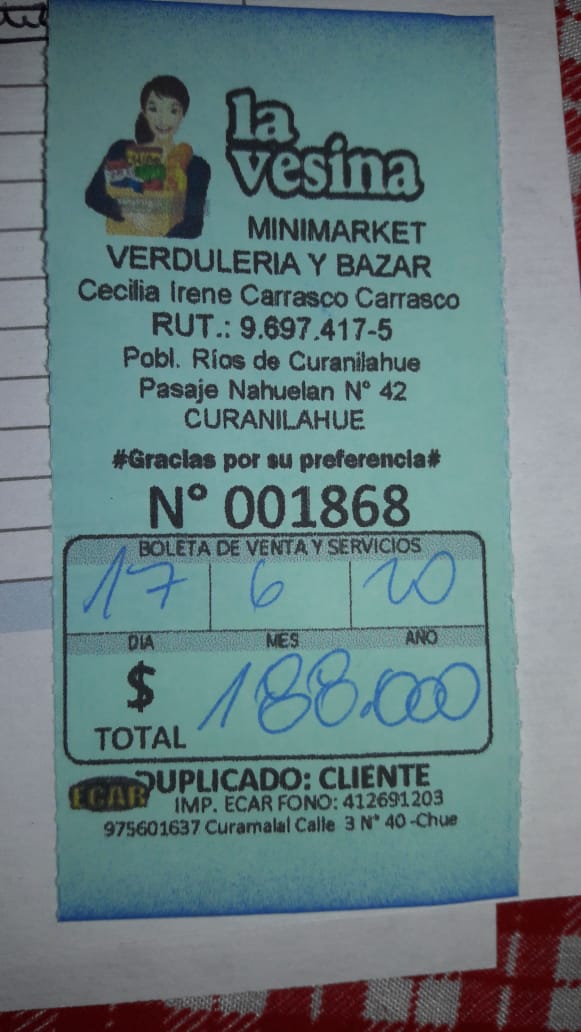 la
vesina
MINIMARKET
VERDULERIA Y BAZAR
Cecilia Irene Carrasco Carrasco
RUT.: 9.697.417-5
Pobl. Ríos de Curanilahue
Pasaje Nahuelan N° 42
CURANILAHUE
#Gracias por su preferencia#
N° 001868
BOLETA DE VENTA Y SERVICIOS
17 6 20
DIA MES AÑO
$ 188.000
TOTAL
DUPLICADO: CLIENTE
ECAR IMP. ECAR FONO: 412691203
975601637 Curamalal Calle 3 N° 40 -Chue